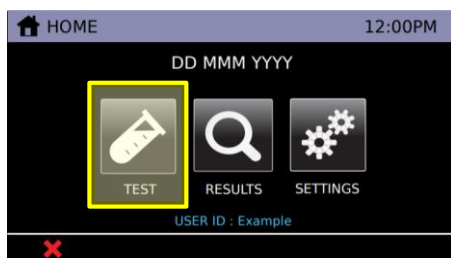 HOME 12:00PM
DD MMM YYYY
TEST RESULTS SETTINGS
USER ID : Example